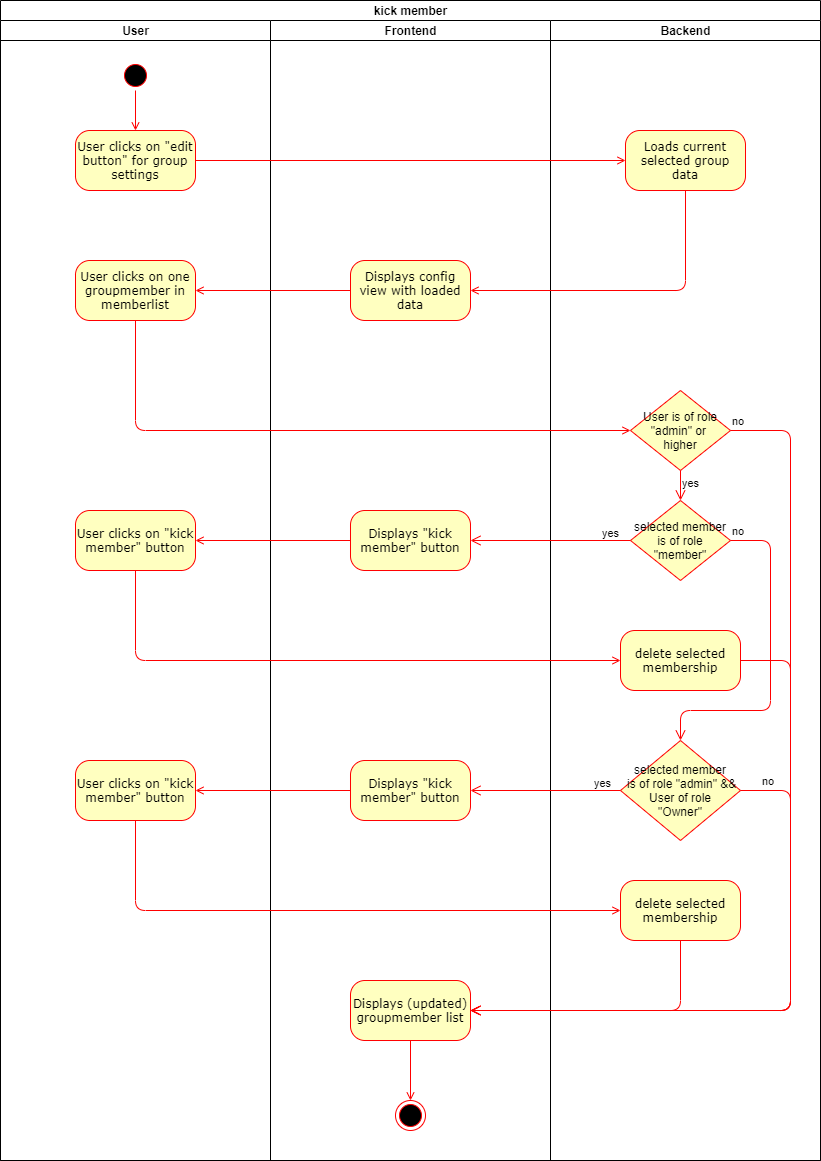 kick member
User
Frontend
Backend
User clicks on "edit
button" for group
settings
Loads current
selected group
data
User clicks on one
groupmember in
memberlist
Displays config
view with loaded
data
User is of role
"admin" or
higher
no
yes
User clicks on "kick
member" button
Displays "kick
member" button
yes
selected member
is of role
"member"
no
delete selected
membership
User clicks on "kick
member" button
Displays "kick
member" button
yes
selected member
is of role "admin" &&
User of role
"Owner"
no
delete selected
membership
Displays (updated)
groupmember list